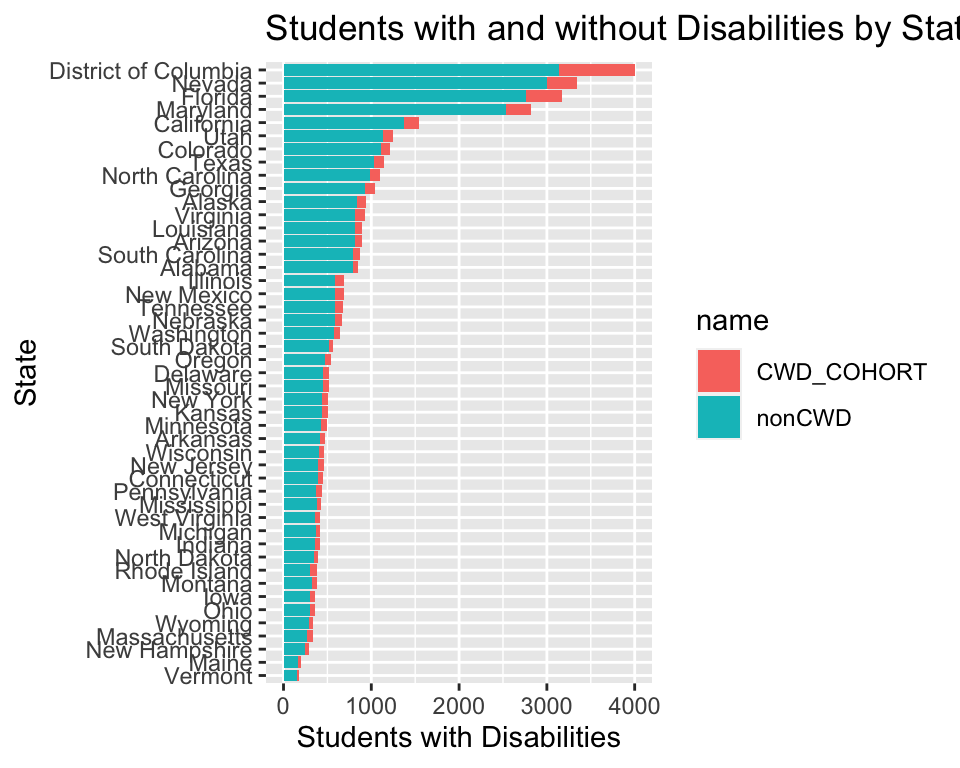 Students with and without Disabilities by Stat
District of Columbia
Nevada
Florida
Maryland
California
Utah
Colorado
Texas
North Carolina
Georgia
Alaska
Virginia
Louisiana
Arizona
South Carolina
Alabama
Illinois
New Mexico
Tennessee
Nebraska
Washington
South Dakota
Oregon
Delaware
Missouri
New York
Kansas
Minnesota
Arkansas
Wisconsin
New Jersey
Connecticut
Pennsylvania
Mississippi
West Virginia
Michigan
Indiana
North Dakota
Rhode Island
Montana
Iowa
Ohio
Wyoming
Massachusetts
New Hampshire
Maine
Vermont
State
0 1000 2000 3000 4000
Students with Disabilities
name
CWD_COHORT
nonCWD